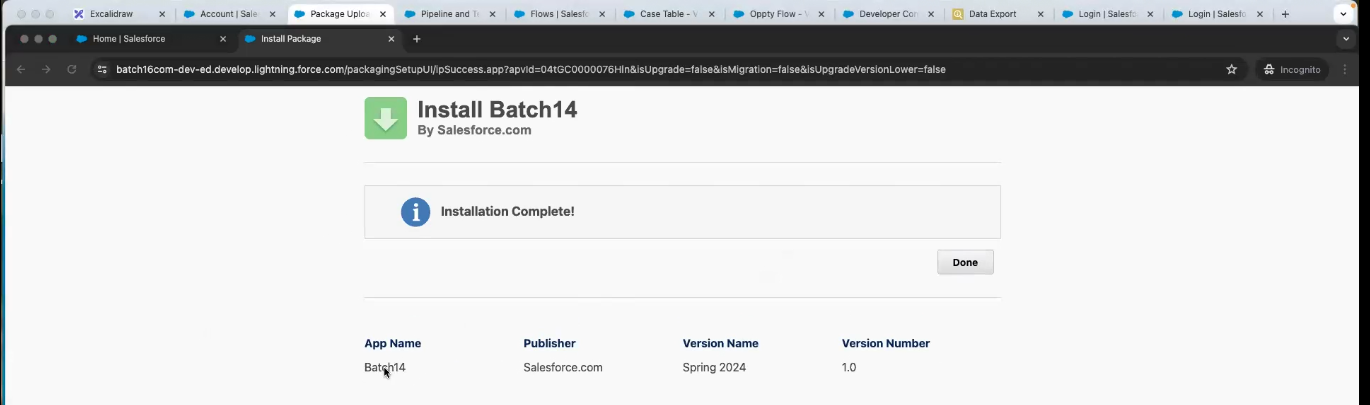 Excalidraw
Account | Sale
Package Uploa
Pipeline and T
Flows | Salesf
Case Table - V
Oppty Flow - V
Developer Con
Data Export
Login | Salesfo
Login | Salesfo
Home | Salesforce
Install Package
batch16com-dev-ed.develop.lightning.force.com/packagingSetupUI/ipSuccess.app?apvId=04tGC0000076Hln&isUpgrade=false&isMigration=false&isUpgradeVersionLower=false
Incognito
Install Batch14
By Salesforce.com
Installation Complete!
Done
App Name Publisher Version Name Version Number
Batch14 Salesforce.com Spring 2024 1.0